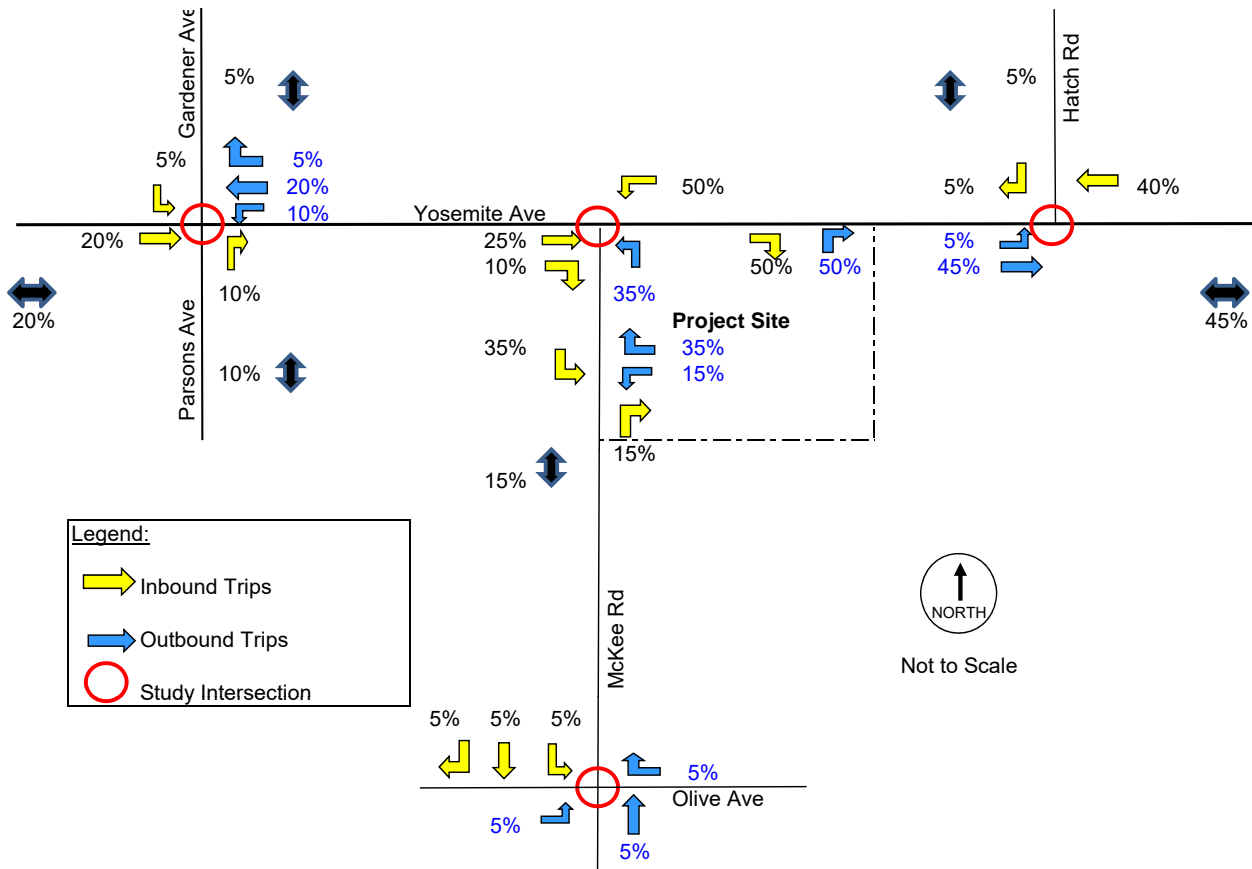 Gardener Ave
5%
5%
Hatch Rd
5%
5%
20%
10%
50%
5%
40%
Yosemite Ave
20%
25%
10%
5%
45%
10%
35%
50%
50%
20%
45%
Project Site
35%
35%
15%
Parsons Ave
10%
15%
15%
Legend:
Inbound Trips
Outbound Trips
Study Intersection
McKee Rd
NORTH
Not to Scale
5%
5%
5%
5%
Olive Ave
5%
5%